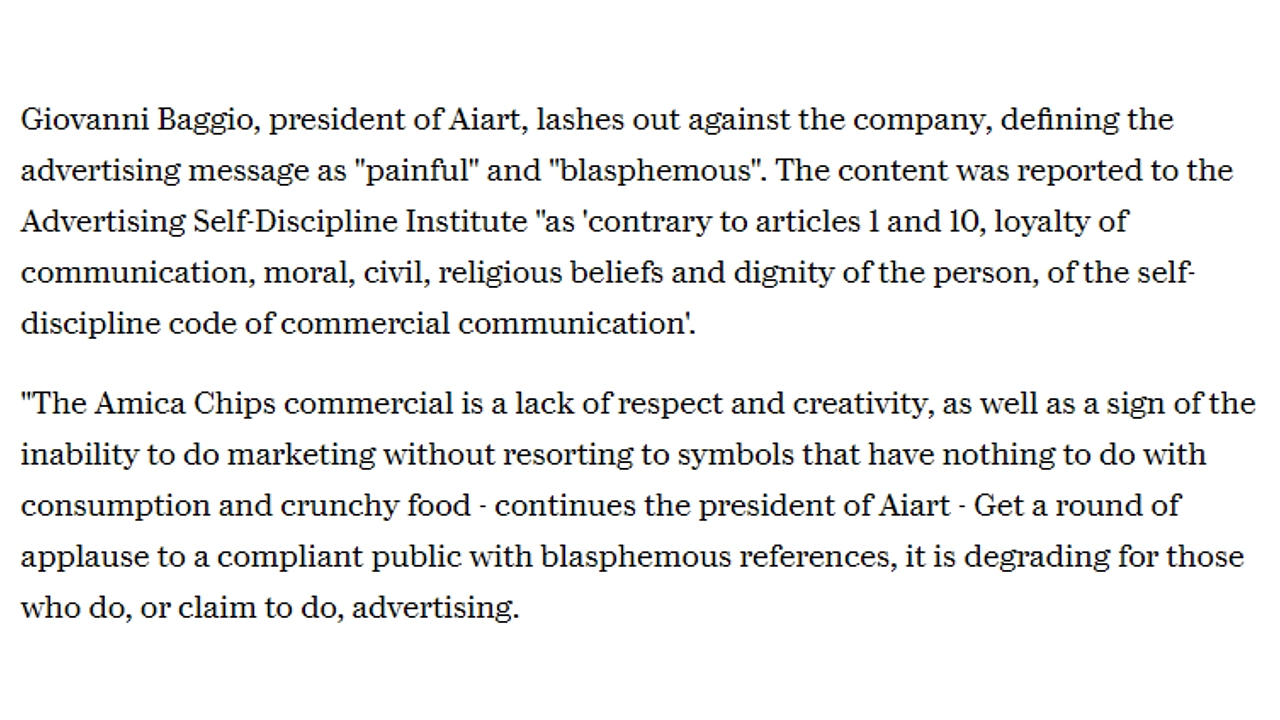 Giovanni Baggio, president of Aiart, lashes out against the company, defining the
advertising message as "painful" and "blasphemous". The content was reported to the
Advertising Self-Discipline Institute "as 'contrary to articles 1 and 10, loyalty of
communication, moral, civil, religious beliefs and dignity of the person, of the self-
discipline code of commercial communication'.
"The Amica Chips commercial is a lack of respect and creativity, as well as a sign of the
inability to do marketing without resorting to symbols that have nothing to do with
consumption and crunchy food - continues the president of Aiart - Get a round of
applause to a compliant public with blasphemous references, it is degrading for those
who do, or claim to do, advertising.